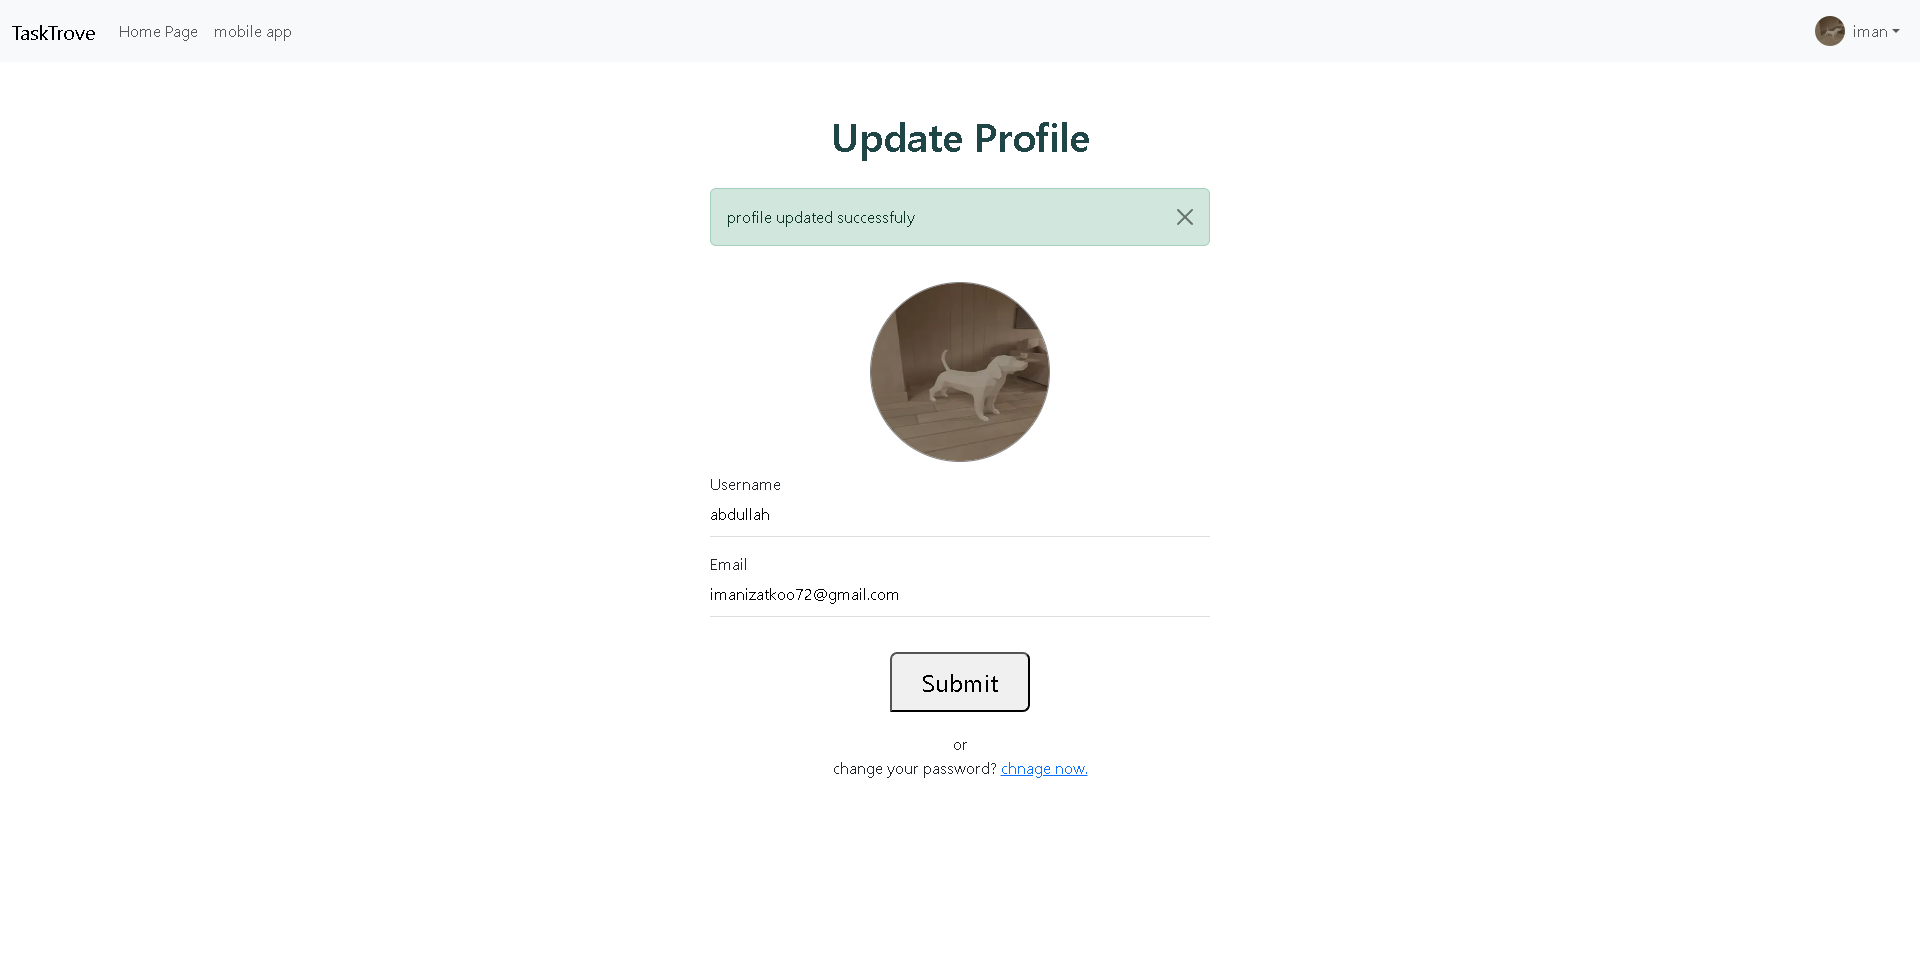 TaskTrove Home Page mobile app iman
Update Profile
profile updated successfuly
Username
abdullah
Email
imanizatkoo72@gmail.com
Submit
or
change your password? chnage now.